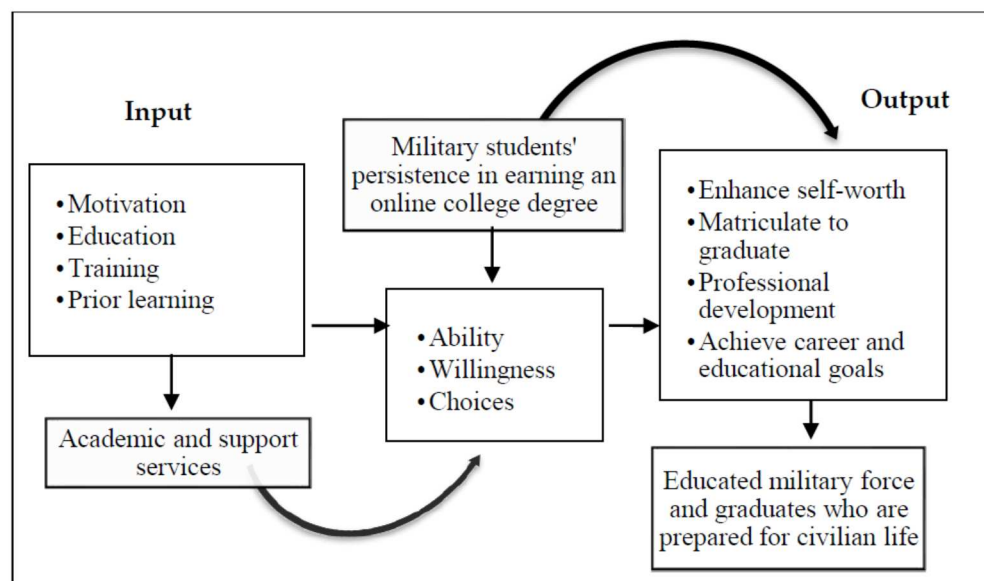 Input
• Motivation
• Education
• Training
• Prior learning
Academic and support
services
Military students'
persistence in earning an
online college degree
• Ability
• Willingness
• Choices
Output
• Enhance self-worth
• Matriculate to
graduate
• Professional
development
• Achieve career and
educational goals
Educated military force
and graduates who are
prepared for civilian life